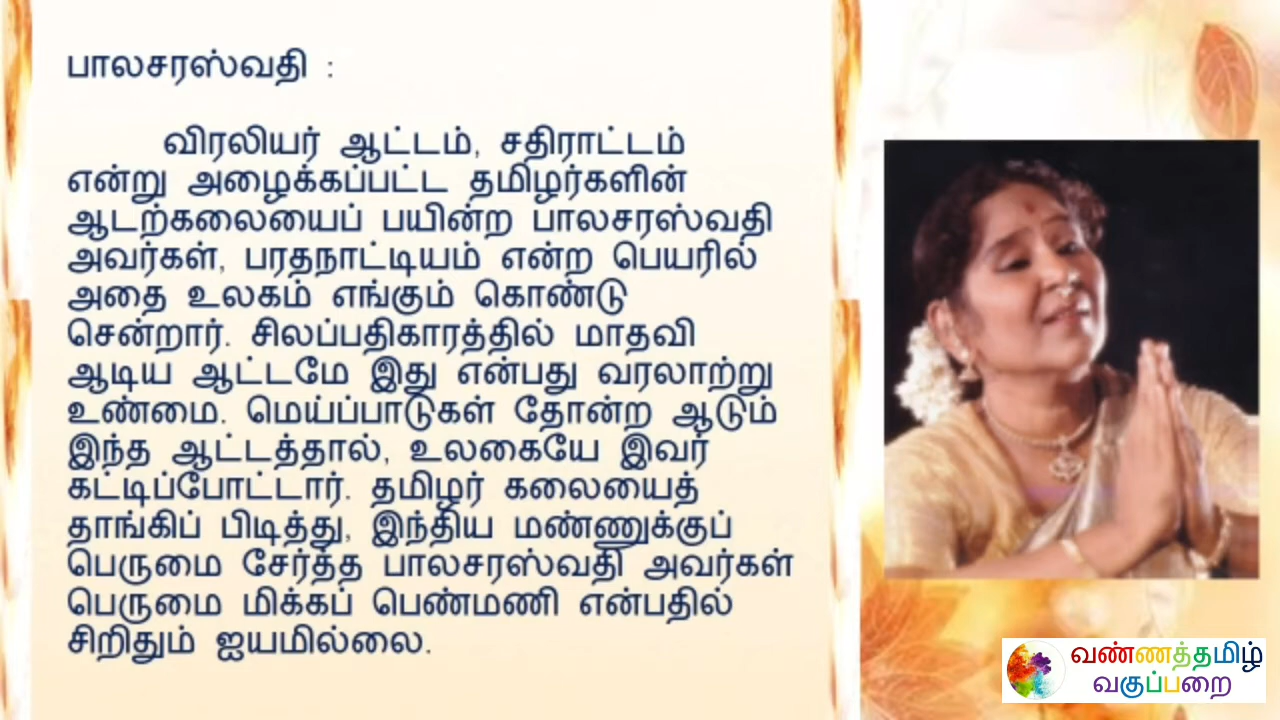 பாலசரஸ்வதி :
விரலியர் ஆட்டம், சதிராட்டம்
என்று அழைக்கப்பட்ட தமிழர்களின்
ஆடற்கலையைப் பயின்ற பாலசரஸ்வதி
அவர்கள், பரதநாட்டியம் என்ற பெயரில்
அதை உலகம் எங்கும் கொண்டு
சென்றார். சிலப்பதிகாரத்தில் மாதவி
ஆடிய ஆட்டமே இது என்பது வரலாற்று
உண்மை. மெய்ப்பாடுகள் தோன்ற ஆடும்
இந்த ஆட்டத்தால், உலகையே இவர்
கட்டிப்போட்டார். தமிழர் கலையைத்
தாங்கிப் பிடித்து, இந்திய மண்ணுக்குப்
பெருமை சேர்த்த பாலசரஸ்வதி அவர்கள்
பெருமை மிக்கப் பெண்மணி என்பதில்
சிறிதும் ஐயமில்லை.
வண்ணத்தமிழ்
வகுப்பறை